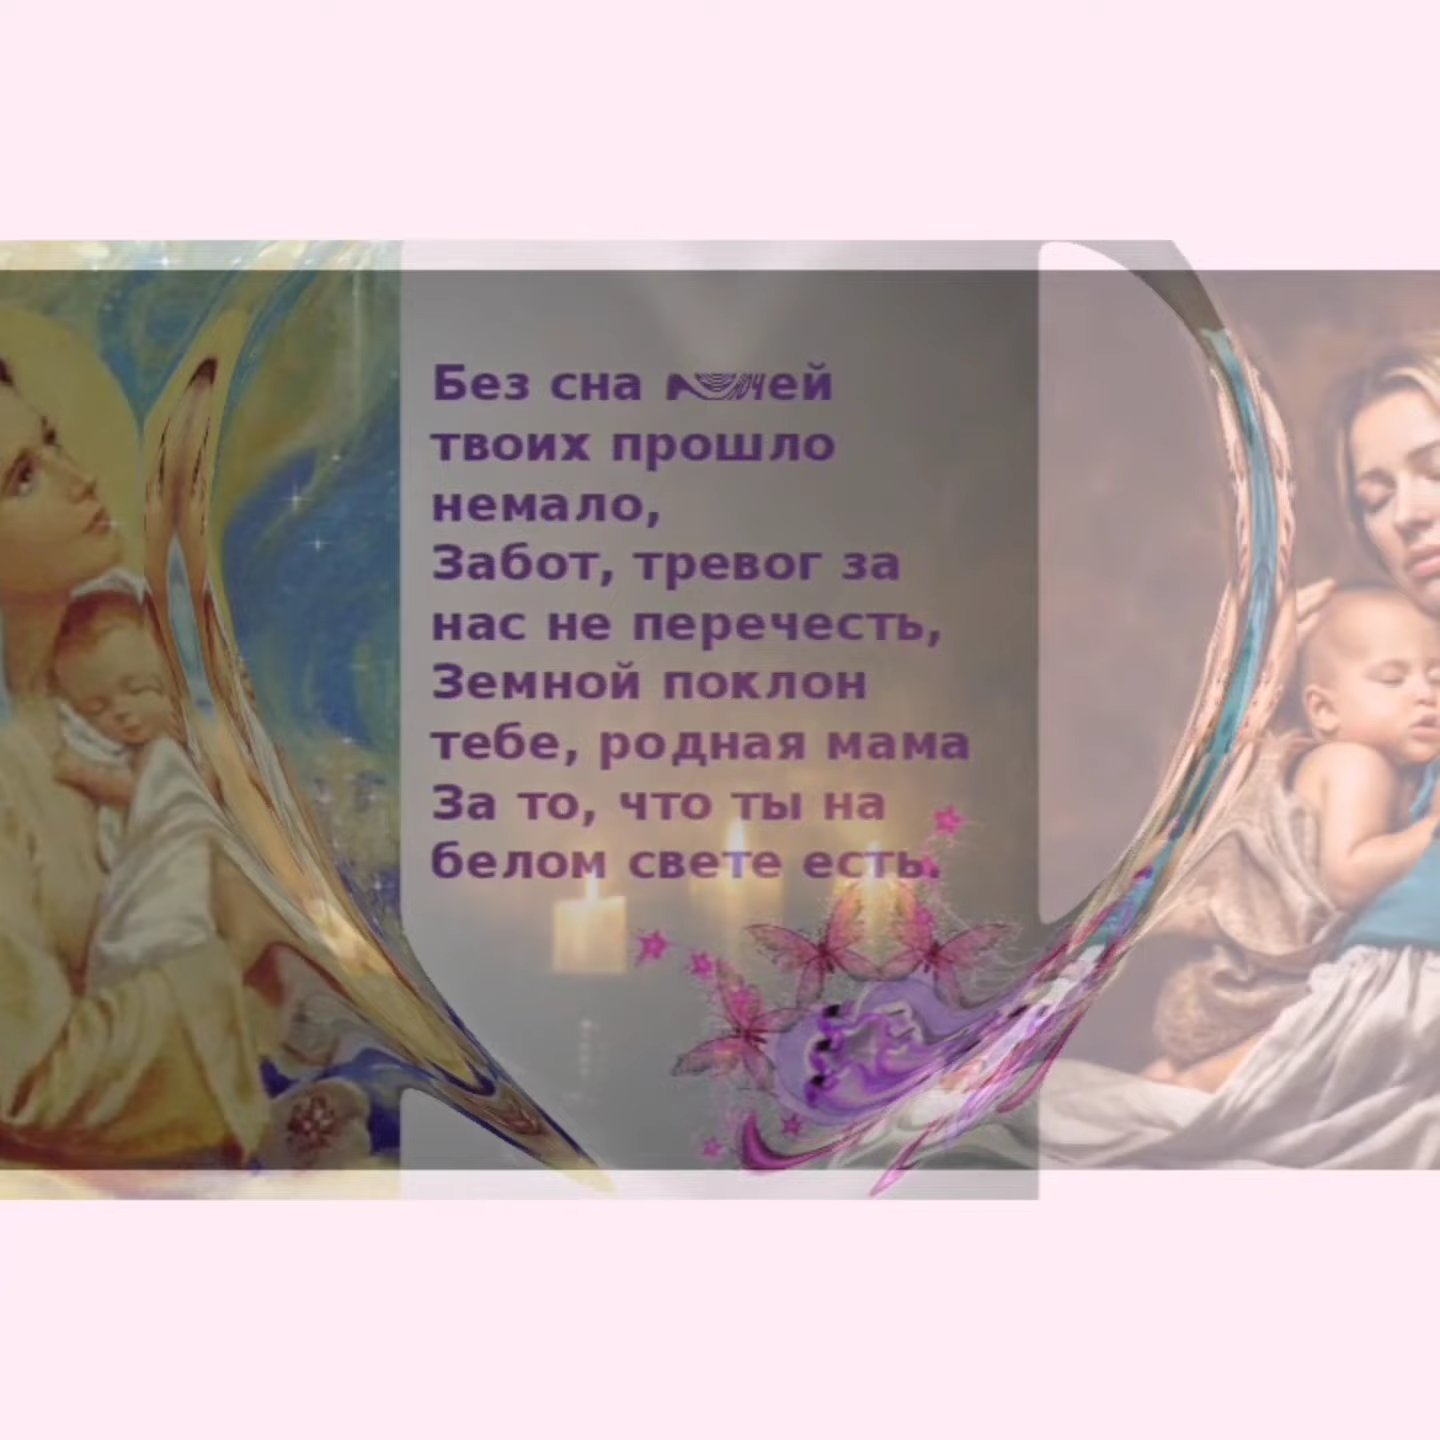 Без сна ей
твоих прошло
немало,
Забот, тревог за
нас не перечесть,
Земной поклон
тебе, родная мама
За то, что ты на
белом свете есть.